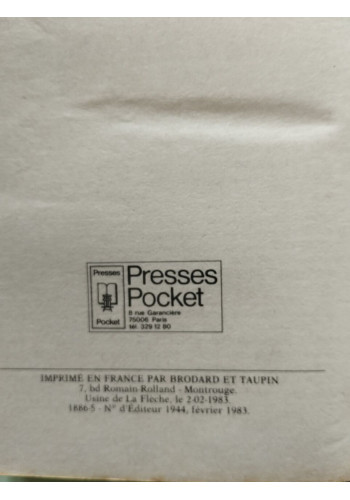 Presses
Pocket
Presses
Pocket
8 rue Garancière
75006 Paris
tél. 329 12 80
IMPRIMÉ EN FRANCE PAR BRODARD ET TAUPIN
7, bd Romain-Rolland - Montrouge.
Usine de La Flèche, le 2-02-1983.
1886-5 - N° d'Éditeur 1944, février 1983.